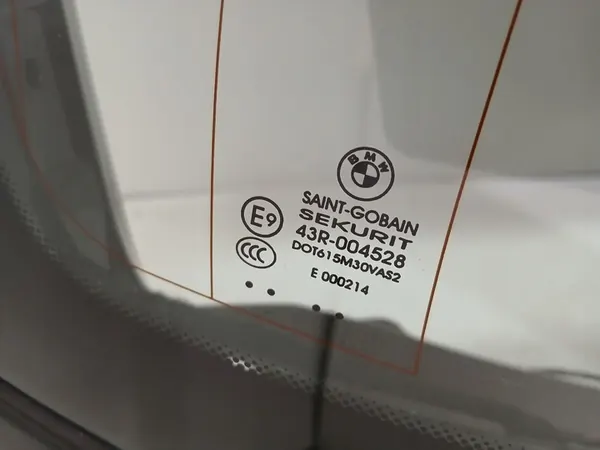 BMW
SAINT-GOBAIN
SEKURIT
E9
43R-004528
CCC
DOT615M30VAS2
E 000214